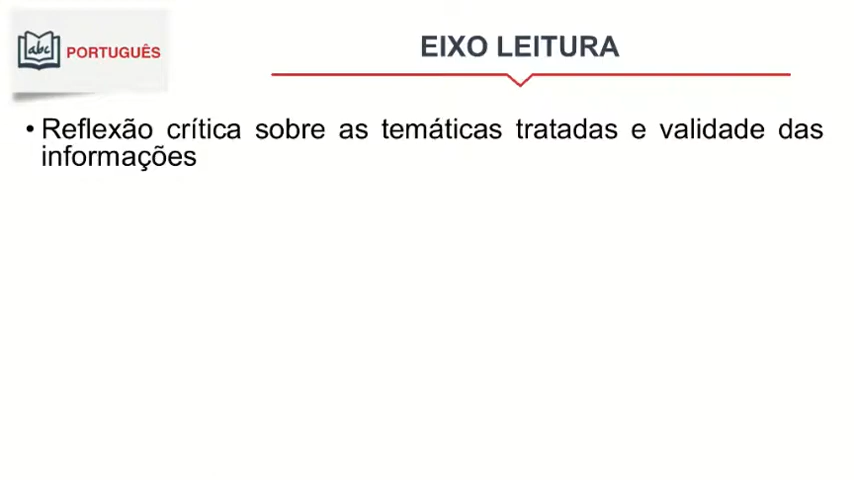 abc PORTUGUÊS
EIXO LEITURA
• Reflexão crítica sobre as temáticas tratadas e validade das
informações